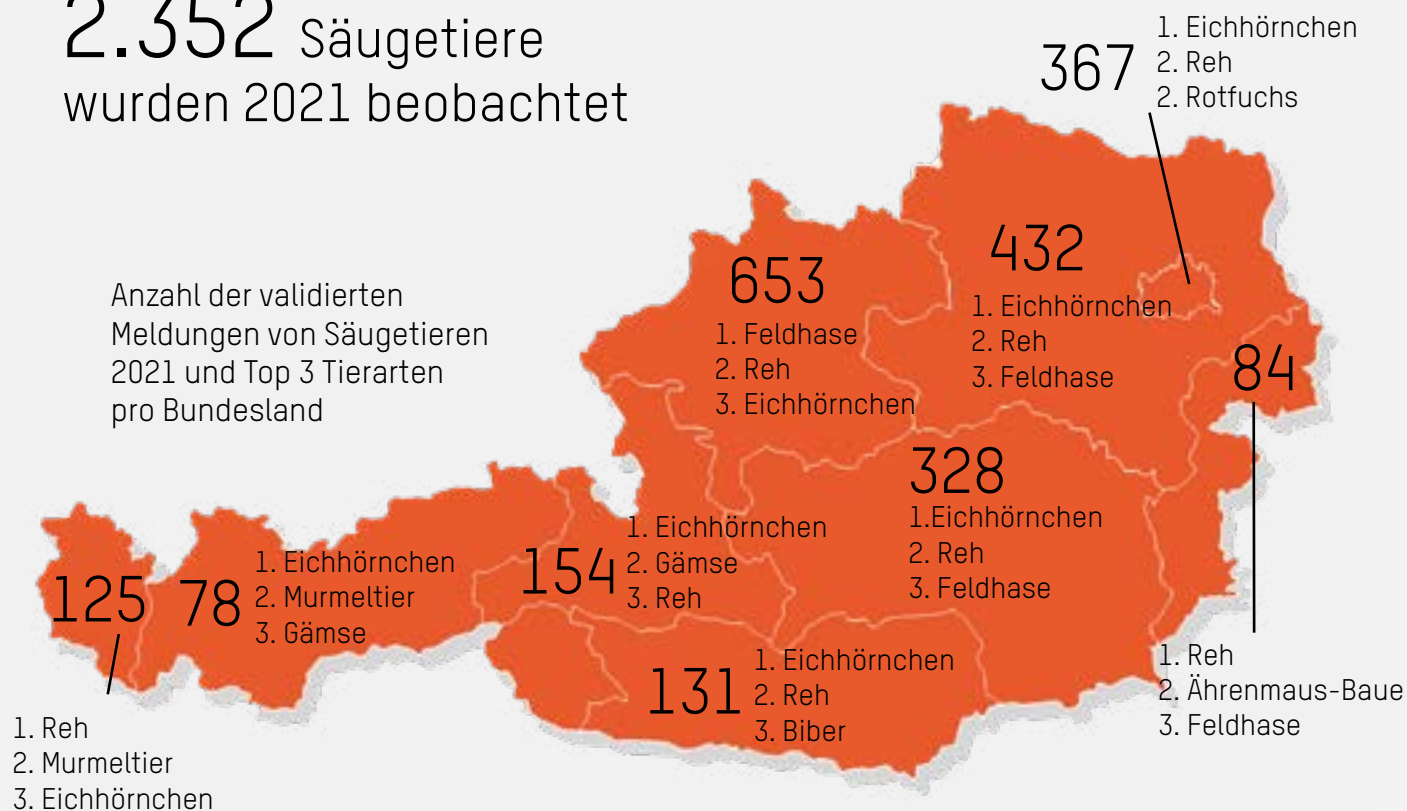 2.352 Säugetiere
wurden 2021 beobachtet
Anzahl der validierten
Meldungen von Säugetieren
2021 und Top 3 Tierarten
pro Bundesland
367
1. Eichhörnchen
2. Reh
2. Rotfuchs
432
1. Eichhörnchen
2. Reh
3. Feldhase
653
1. Feldhase
2. Reh
3. Eichhörnchen
84
1. Reh
2. Ährenmaus-Baue
3. Feldhase
328
1.Eichhörnchen
2. Reh
3. Feldhase
154
1. Eichhörnchen
2. Gämse
3. Reh
78
1. Eichhörnchen
2. Murmeltier
3. Gämse
125
1. Reh
2. Murmeltier
3. Eichhörnchen
131
1. Eichhörnchen
2. Reh
3. Biber